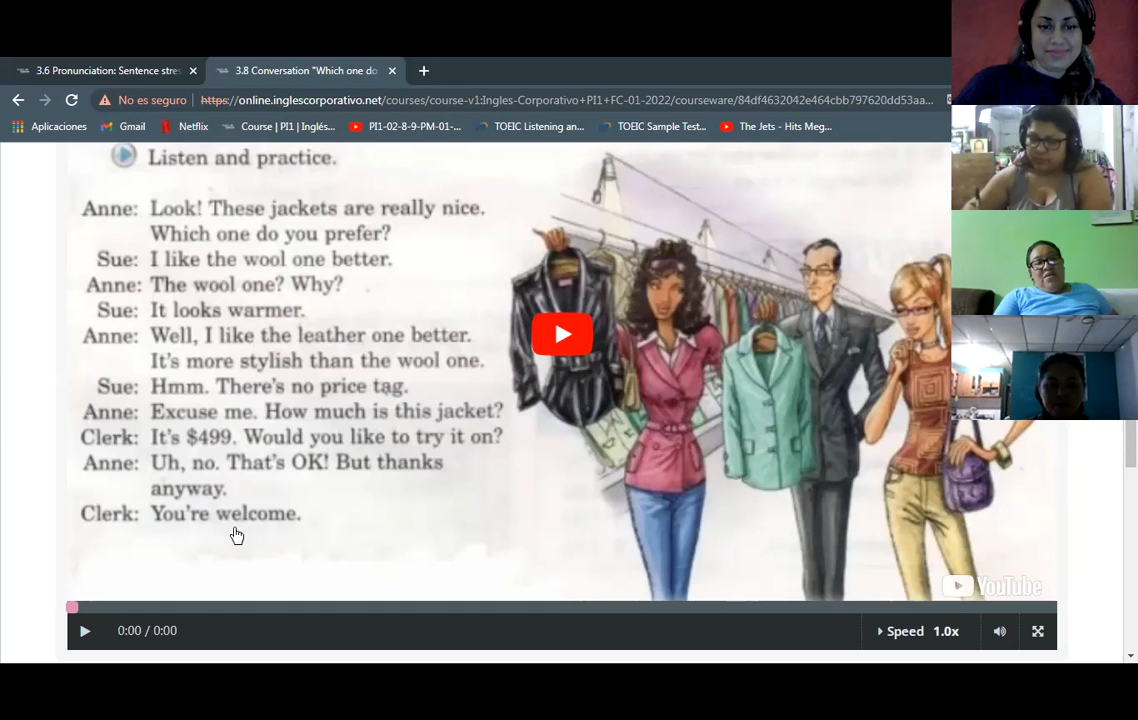 3.6 Pronunciation: Sentence stres
3.8 Conversation "Which one do
No es seguro
https://online.inglescorporativo.net/courses/course-v1:Ingles-Corporativo+PI1+FC-01-2022/courseware/84df4632042e464cbb797620dd53aa...
Aplicaciones
Gmail
Netflix
Course | PI1 | Inglés...
PI1-02-8-9-PM-01-...
TOEIC Listening an...
TOEIC Sample Test...
The Jets - Hits Meg...
Listen and practice.
Anne: Look! These jackets are really nice.
Which one do you prefer?
Sue: I like the wool one better.
Anne: The wool one? Why?
Sue: It looks warmer.
Anne: Well, I like the leather one better.
It's more stylish than the wool one.
Sue: Hmm. There's no price tag.
Anne: Excuse me. How much is this jacket?
Clerk: It's $499. Would you like to try it on?
Anne: Uh, no. That's OK! But thanks
anyway.
Clerk: You're welcome.
YouTube
0:00 / 0:00
Speed 1.0x